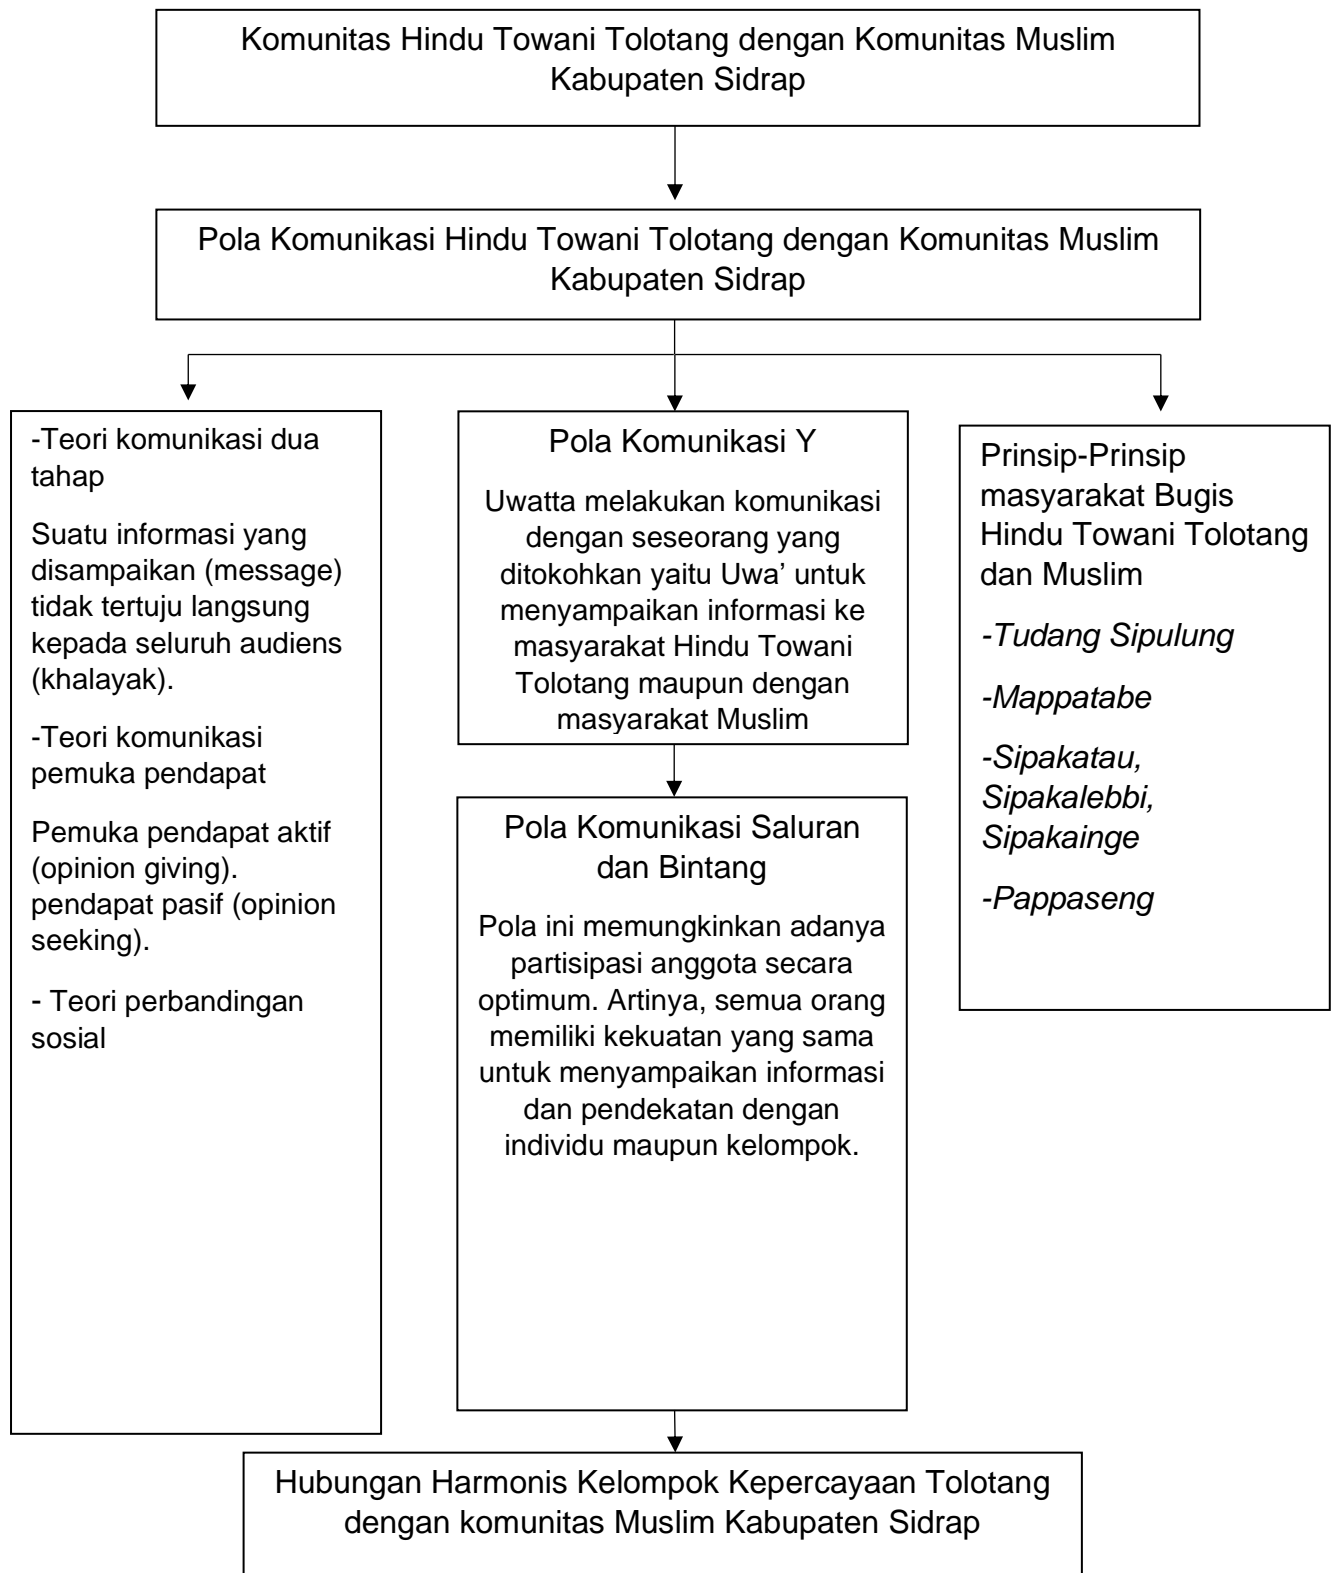 Komunitas Hindu Towani Tolotang dengan Komunitas Muslim
Kabupaten Sidrap
Pola Komunikasi Hindu Towani Tolotang dengan Komunitas Muslim
Kabupaten Sidrap
-Teori komunikasi dua
tahap
Suatu informasi yang
disampaikan (message)
tidak tertuju langsung
kepada seluruh audiens
(khalayak).
-Teori komunikasi
pemuka pendapat
Pemuka pendapat aktif
(opinion giving).
pendapat pasif (opinion
seeking).
- Teori perbandingan
sosial
Pola Komunikasi Y
Uwatta melakukan komunikasi
dengan seseorang yang
ditokohkan yaitu Uwa’ untuk
menyampaikan informasi ke
masyarakat Hindu Towani
Tolotang maupun dengan
masyarakat Muslim
Pola Komunikasi Saluran
dan Bintang
Pola ini memungkinkan adanya
partisipasi anggota secara
optimum. Artinya, semua orang
memiliki kekuatan yang sama
untuk menyampaikan informasi
dan pendekatan dengan
individu maupun kelompok.
Prinsip-Prinsip
masyarakat Bugis
Hindu Towani Tolotang
dan Muslim
-Tudang Sipulung
-Mappatabe
-Sipakatau,
Sipakalebbi,
Sipakainge
-Pappaseng
Hubungan Harmonis Kelompok Kepercayaan Tolotang
dengan komunitas Muslim Kabupaten Sidrap